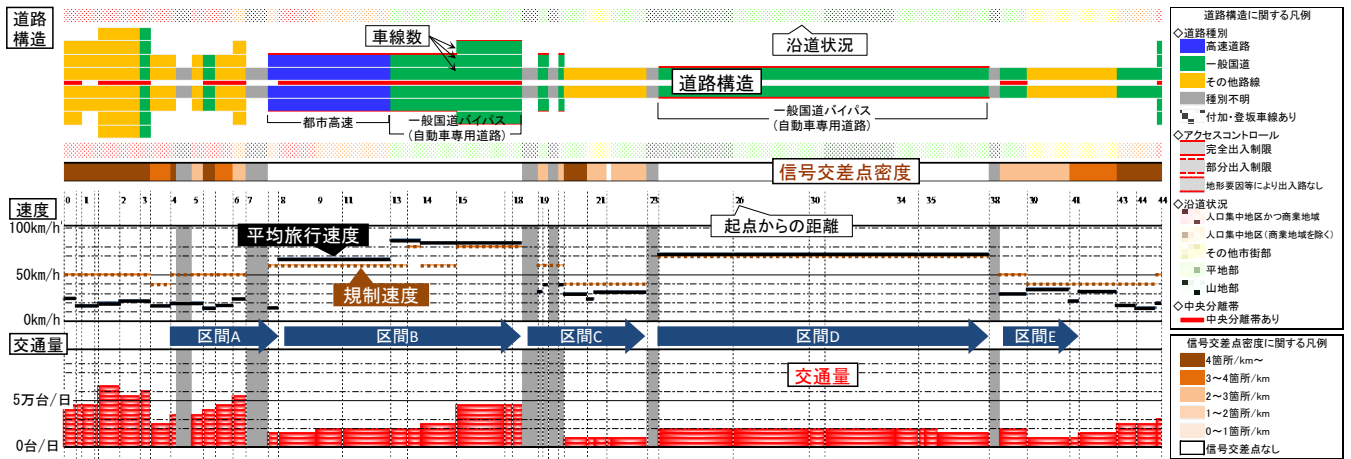 道路
構造
車線数
沿道状況
道路構造
都市高速
一般国道バイパス
(自動車専用道路)
一般国道バイパス
(自動車専用道路)
信号交差点密度
0 1 2 3 4 5 6 7 8 9 11 13 14 15 18 19 21 23 26 30 34 35 38 39 41 43 44 44
速度
100km/h
50km/h
0km/h
平均旅行速度
規制速度
起点からの距離
区間A
区間B
区間C
区間D
区間E
交通量
5万台/日
0台/日
交通量
道路構造に関する凡例
◇道路種別
高速道路
一般国道
その他路線
種別不明
付加・登坂車線あり
◇アクセスコントロール
完全出入制限
部分出入制限
地形要因等により出入路なし
◇沿道状況
人口集中地区かつ商業地域
人口集中地区(商業地域を除く)
その他市街部
平地部
山地部
◇中央分離帯
中央分離帯あり
信号交差点密度に関する凡例
4箇所/km～
3～4箇所/km
2～3箇所/km
1～2箇所/km
0～1箇所/km
信号交差点なし